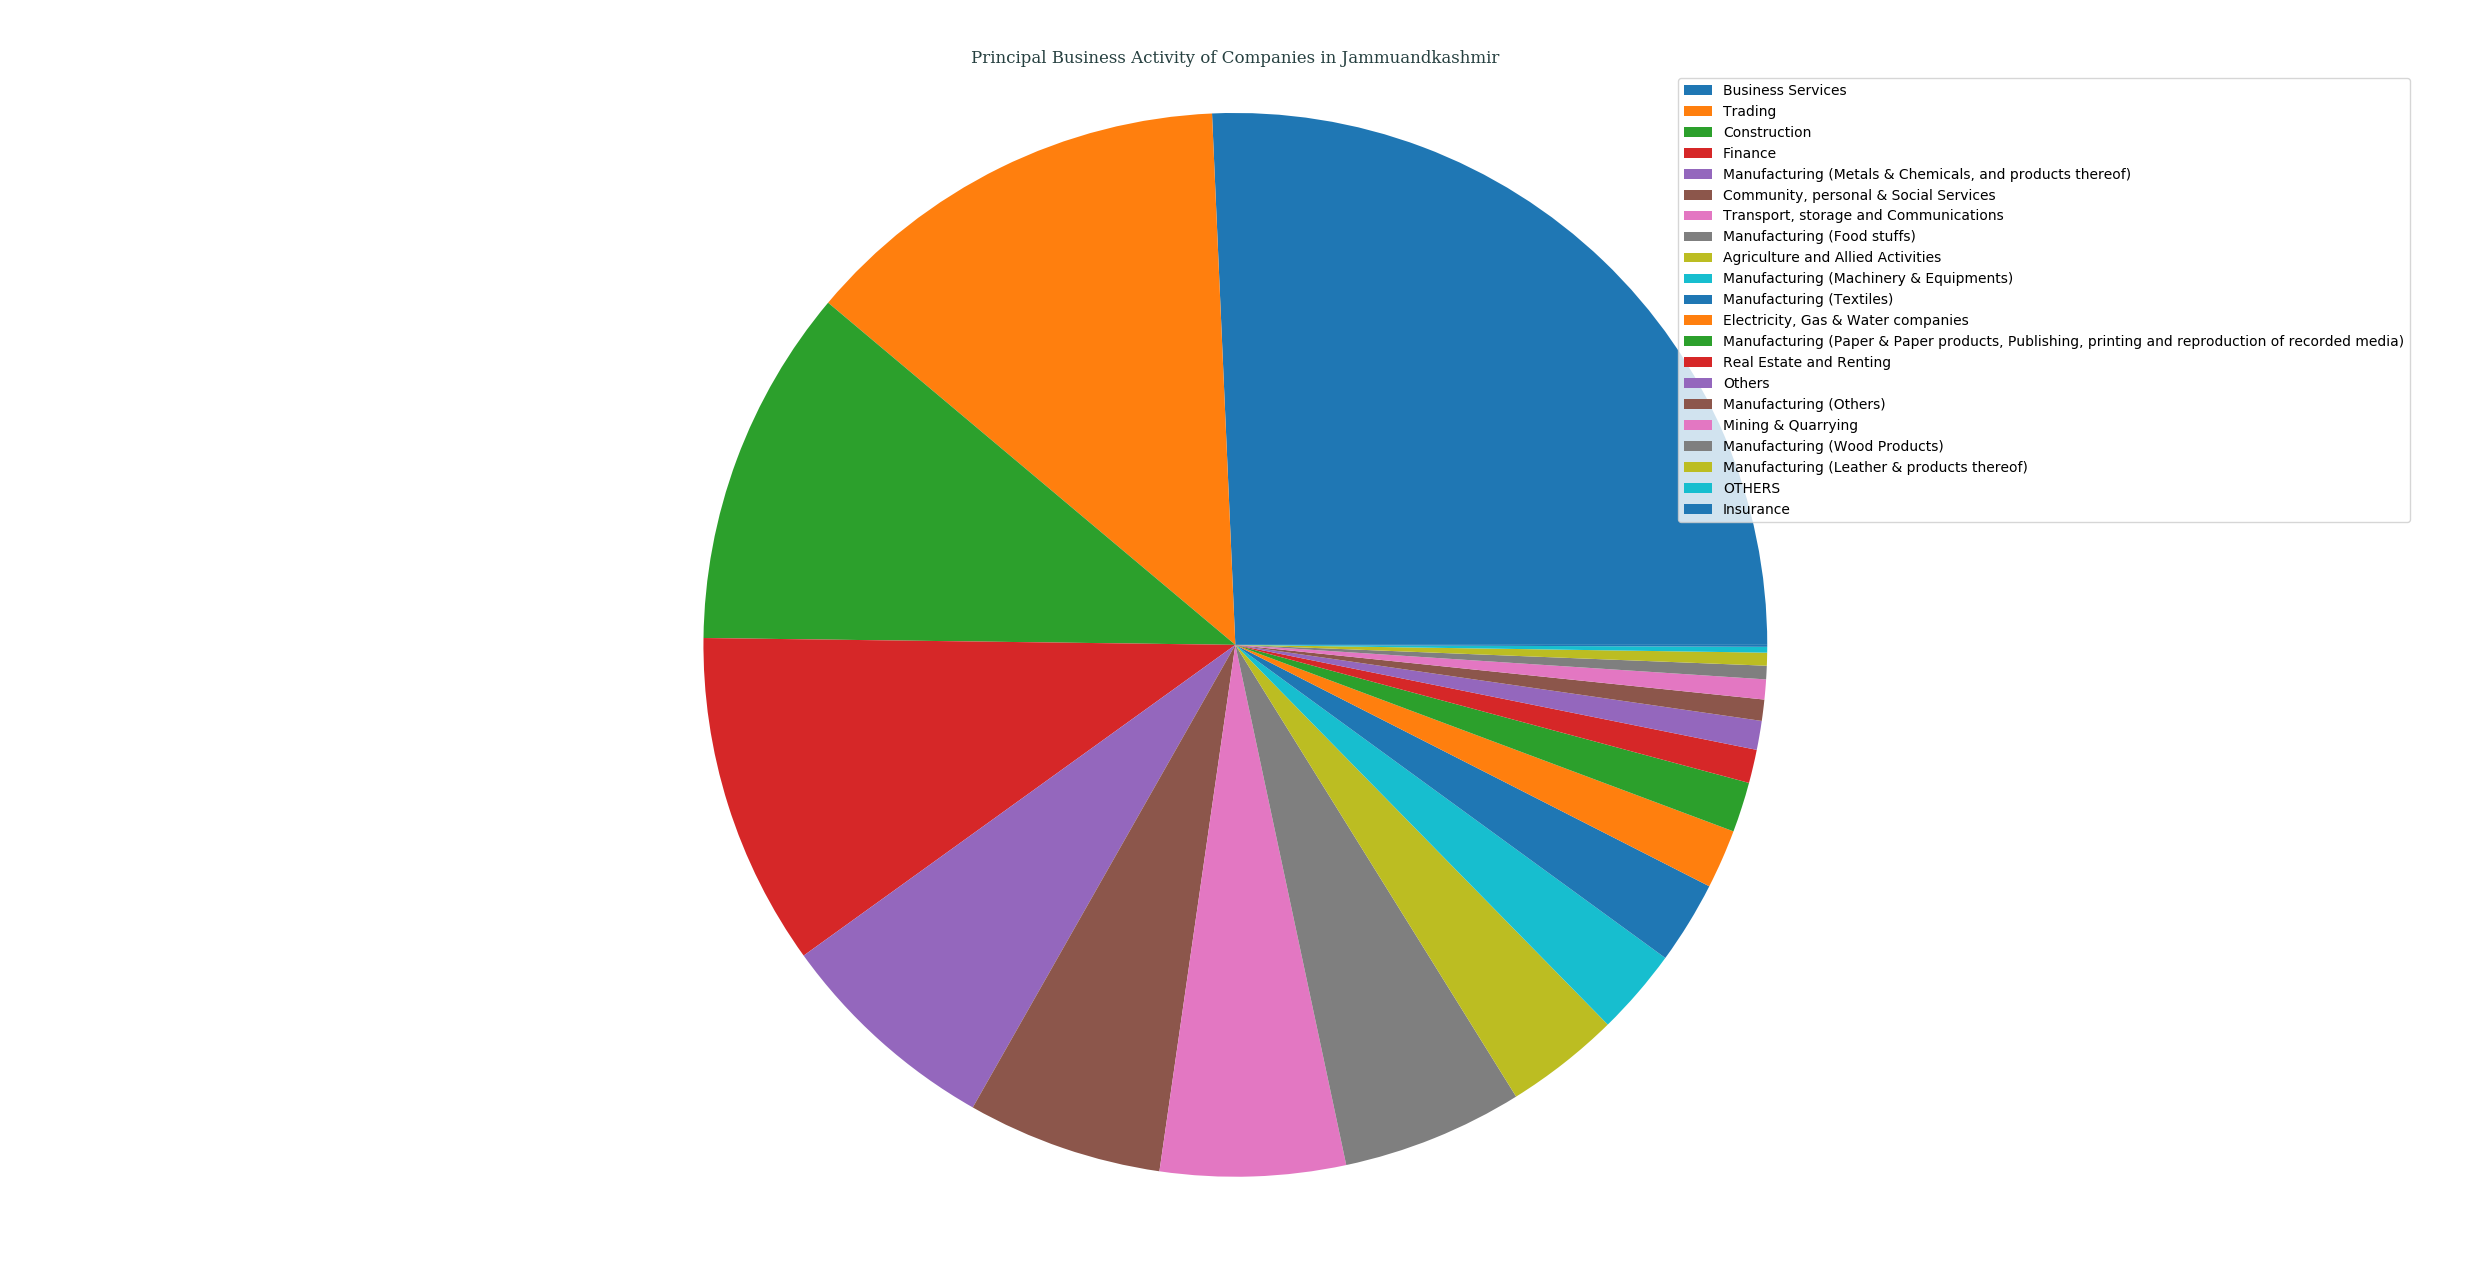 Principal Business Activity of Companies in Jammuandkashmir
Business Services
Trading
Construction
Finance
Manufacturing (Metals & Chemicals, and products thereof)
Community, personal & Social Services
Transport, storage and Communications
Manufacturing (Food stuffs)
Agriculture and Allied Activities
Manufacturing (Machinery & Equipments)
Manufacturing (Textiles)
Electricity, Gas & Water companies
Manufacturing (Paper & Paper products, Publishing, printing and reproduction of recorded media)
Real Estate and Renting
Others
Manufacturing (Others)
Mining & Quarrying
Manufacturing (Wood Products)
Manufacturing (Leather & products thereof)
OTHERS
Insurance